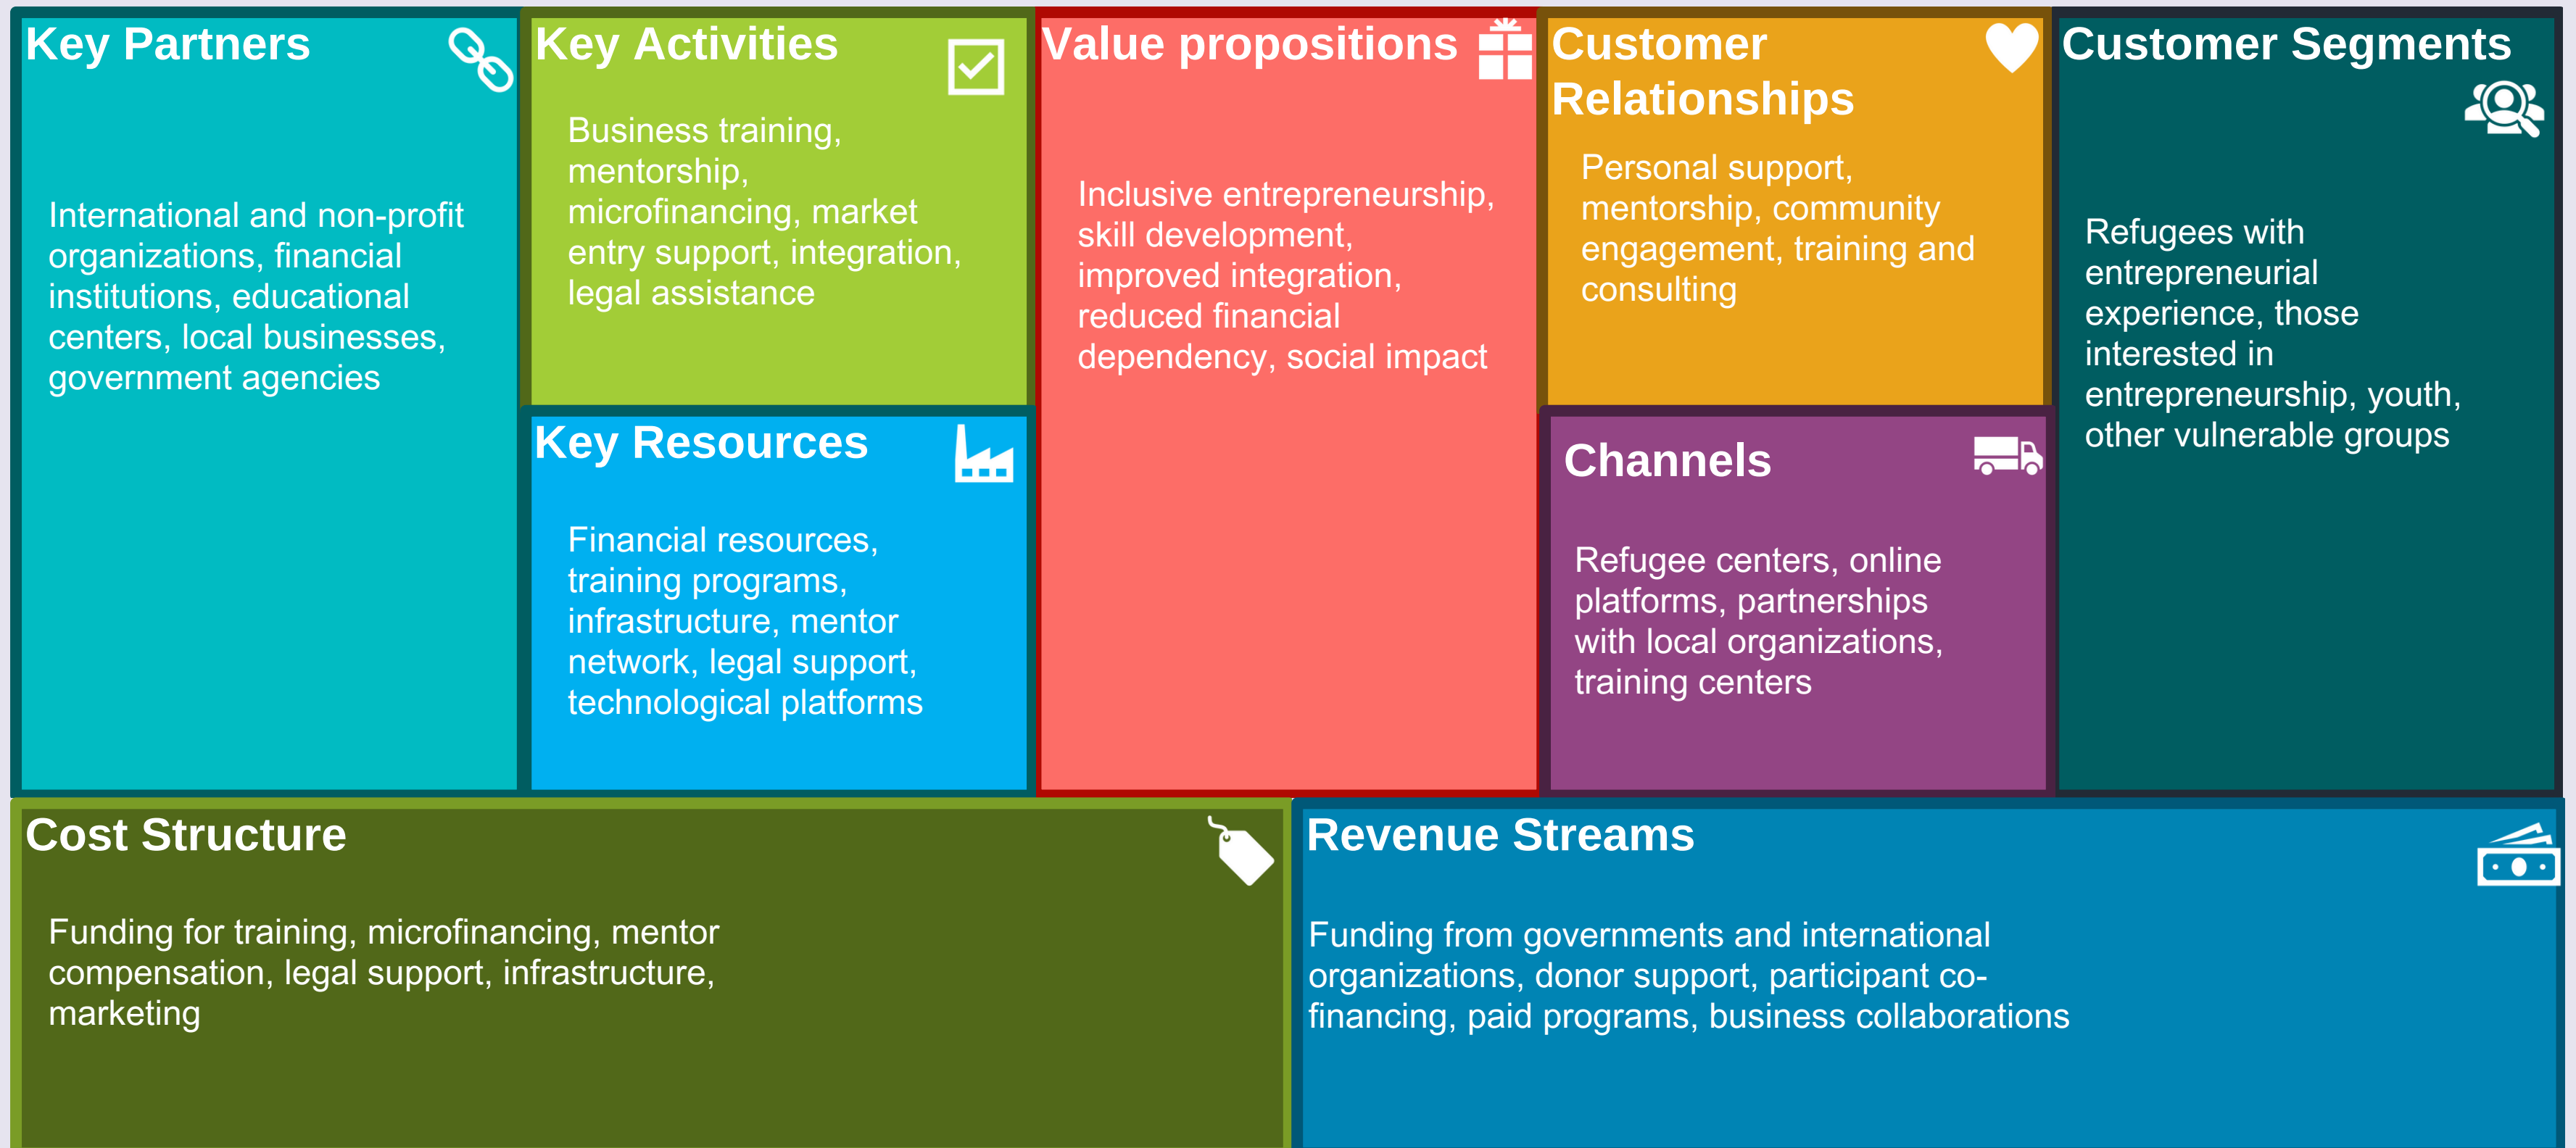 Key Partners
International and non-profit
organizations, financial
institutions, educational
centers, local businesses,
government agencies
Key Activities
Business training,
mentorship,
microfinancing, market
entry support, integration,
legal assistance
Key Resources
Financial resources,
training programs,
infrastructure, mentor
network, legal support,
technological platforms
Value propositions
Inclusive entrepreneurship,
skill development,
improved integration,
reduced financial
dependency, social impact
Customer
Relationships
Personal support,
mentorship, community
engagement, training and
consulting
Channels
Refugee centers, online
platforms, partnerships
with local organizations,
training centers
Customer Segments
Refugees with
entrepreneurial
experience, those
interested in
entrepreneurship, youth,
other vulnerable groups
Cost Structure
Funding for training, microfinancing, mentor
compensation, legal support, infrastructure,
marketing
Revenue Streams
Funding from governments and international
organizations, donor support, participant co-
financing, paid programs, business collaborations